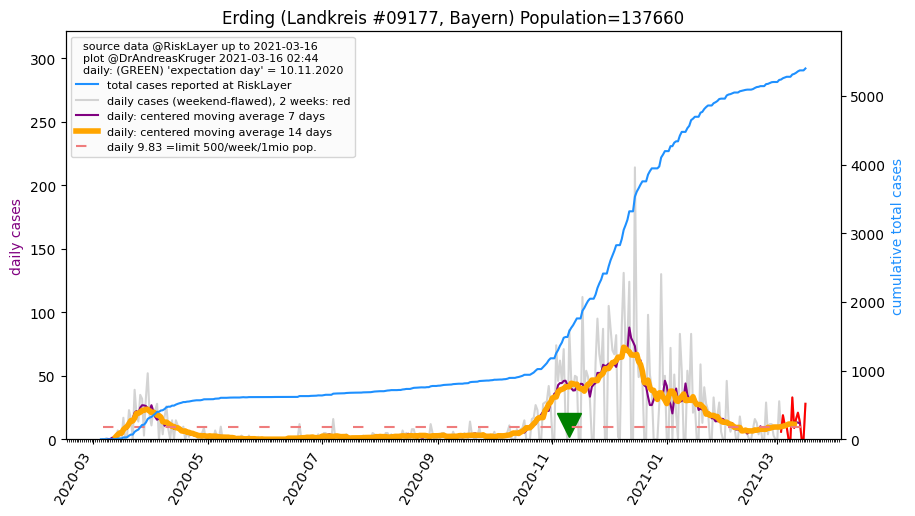 Erding (Landkreis #09177, Bayern) Population=137660
source data @RiskLayer up to 2021-03-16
plot @DrAndreasKruger 2021-03-16 02:44
daily: (GREEN) 'expectation day' = 10.11.2020
total cases reported at RiskLayer
daily cases (weekend-flawed), 2 weeks: red
daily: centered moving average 7 days
daily: centered moving average 14 days
daily 9.83 =limit 500/week/1mio pop.
daily cases
300
250
200
150
100
50
0
cumulative total cases
5000
4000
3000
2000
1000
0
2020-03
2020-05
2020-07
2020-09
2020-11
2021-01
2021-03